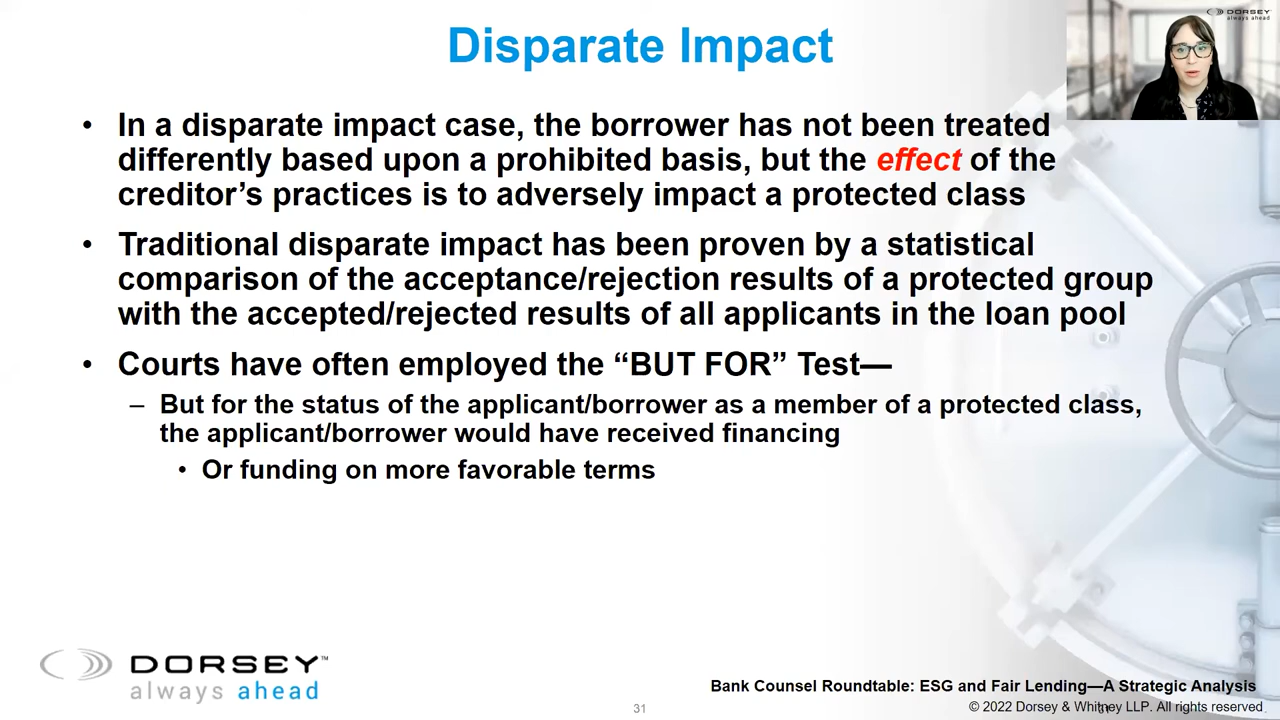 Disparate Impact
DORSEY
always ahead
• In a disparate impact case, the borrower has not been treated
differently based upon a prohibited basis, but the effect of the
creditor’s practices is to adversely impact a protected class
• Traditional disparate impact has been proven by a statistical
comparison of the acceptance/rejection results of a protected group
with the accepted/rejected results of all applicants in the loan pool
• Courts have often employed the “BUT FOR” Test—
– But for the status of the applicant/borrower as a member of a protected class,
the applicant/borrower would have received financing
• Or funding on more favorable terms
DORSEY™
always ahead
Bank Counsel Roundtable: ESG and Fair Lending—A Strategic Analysis
31
© 2022 Dorsey & Whitney LLP. All rights reserved.